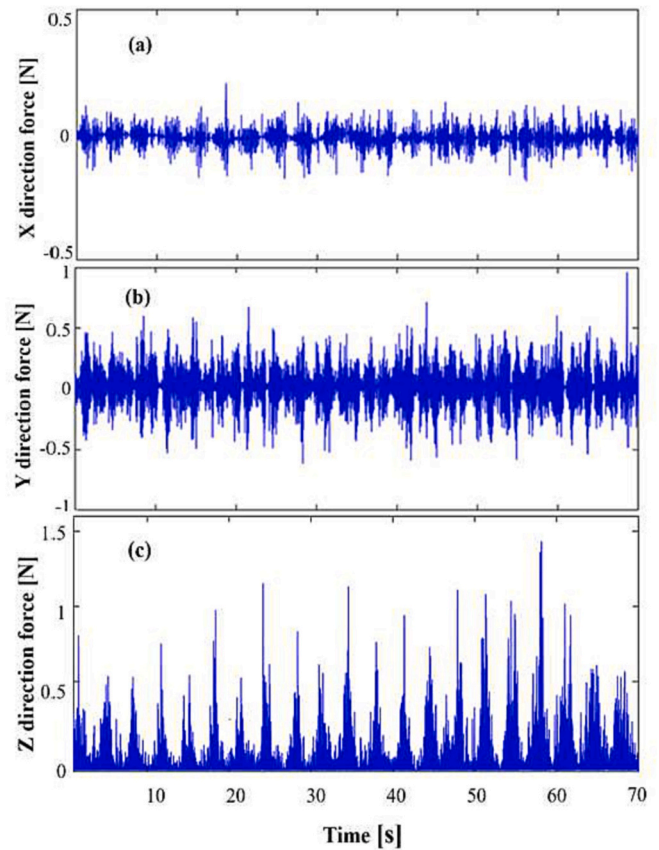 0.5
(a)
X direction force [N]
0
-0.5
1
(b)
Y direction force [N]
0.5
0
-0.5
-1
1.5
(c)
Z direction force [N]
1
0.5
0
10 20 30 40 50 60 70
Time [s]